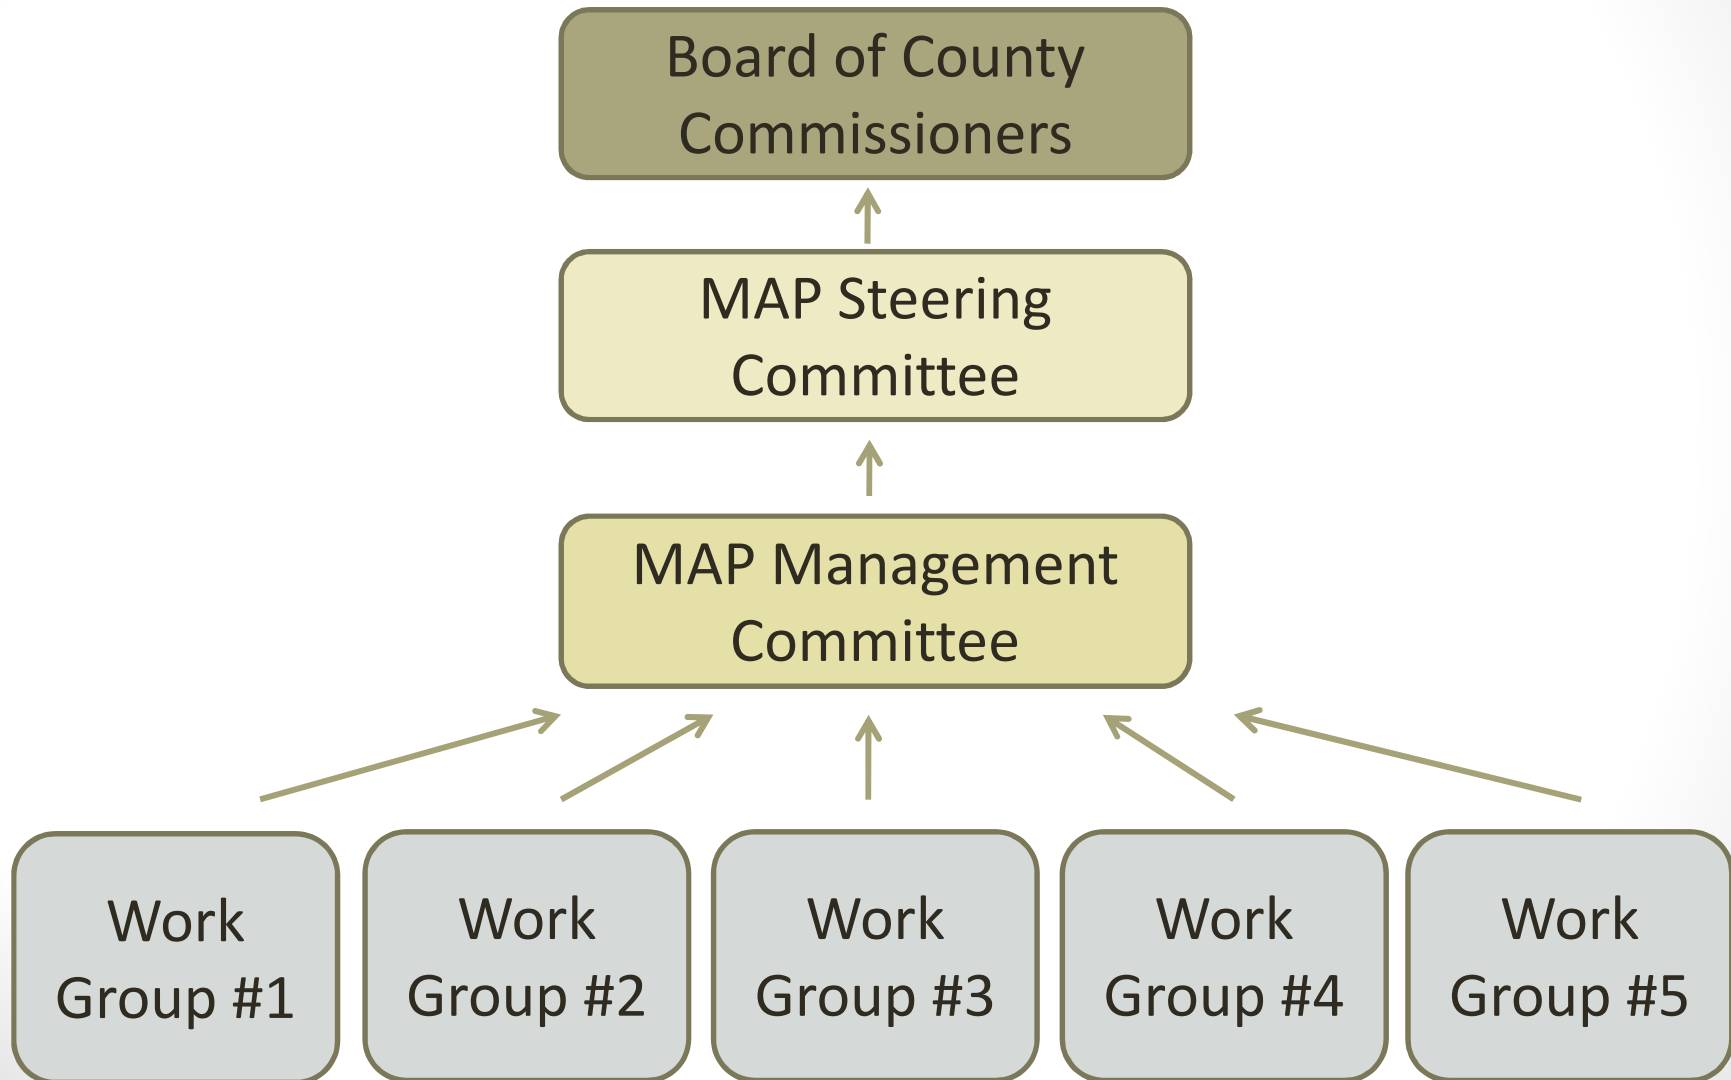 Board of County
Commissioners
MAP Steering
Committee
MAP Management
Committee
Work
Group #1
Work
Group #2
Work
Group #3
Work
Group #4
Work
Group #5